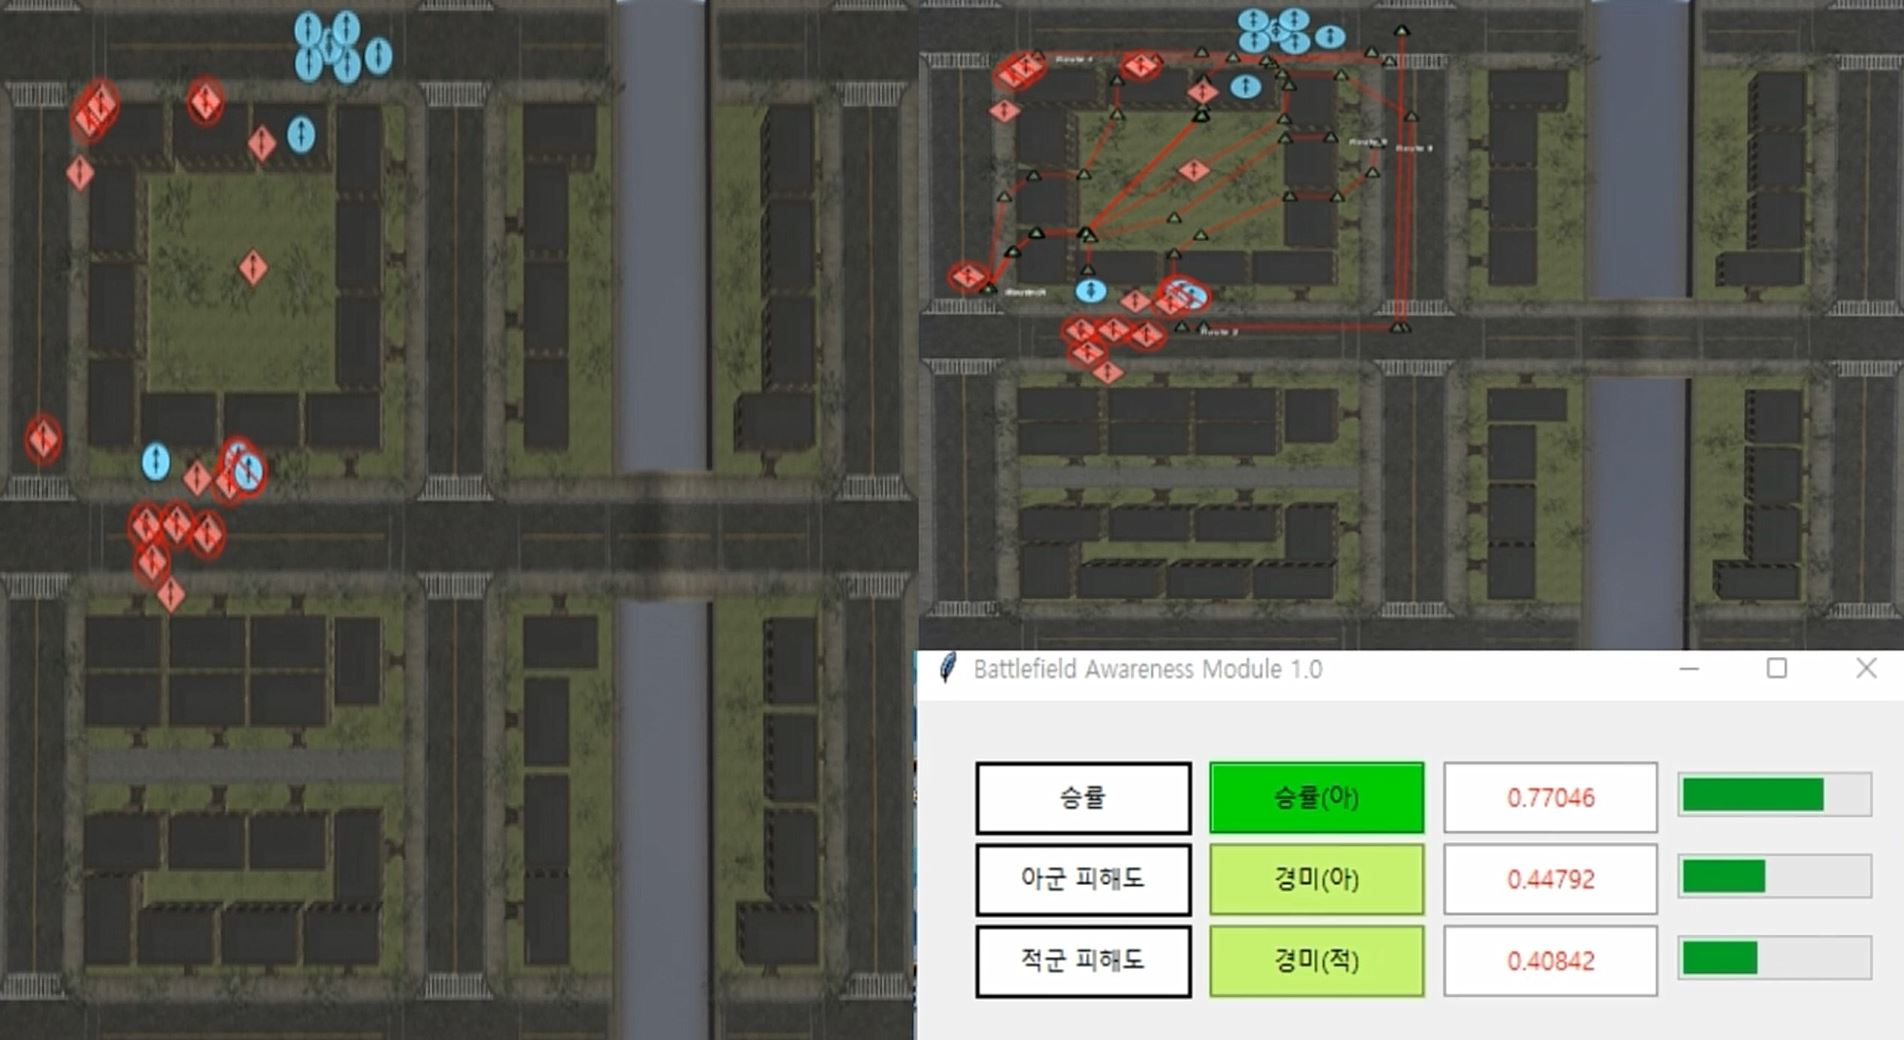 Battlefield Awareness Module 1.0
승률 승률(아) 0.77046
아군 피해도 경미(아) 0.44792
적군 피해도 경미(적) 0.40842